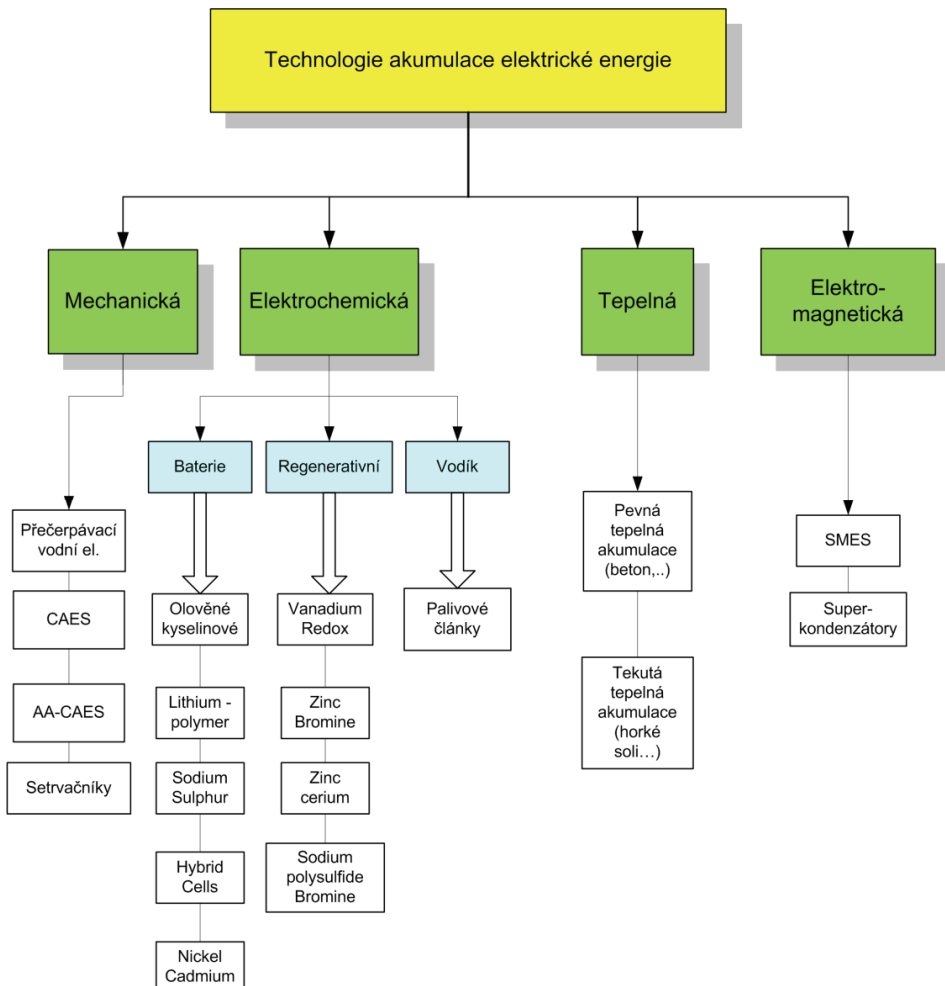 Technologie akumulace elektrické energie
Mechanická
Elektrochemická
Tepelná
Elektro-
magnetická
Baterie
Regenerativní
Vodík
Přečerpávací
vodní el.
CAES
AA-CAES
Setrvačníky
Olověné
kyselinové
Lithium -
polymer
Sodium
Sulphur
Hybrid
Cells
Nickel
Cadmium
Vanadium
Redox
Zinc
Bromine
Zinc
cerium
Sodium
polysulfide
Bromine
Palivové
články
Pevná
tepelná
akumulace
(beton,..)
Tekutá
tepelná
akumulace
(horké
soli…)
SMES
Super-
kondenzátory